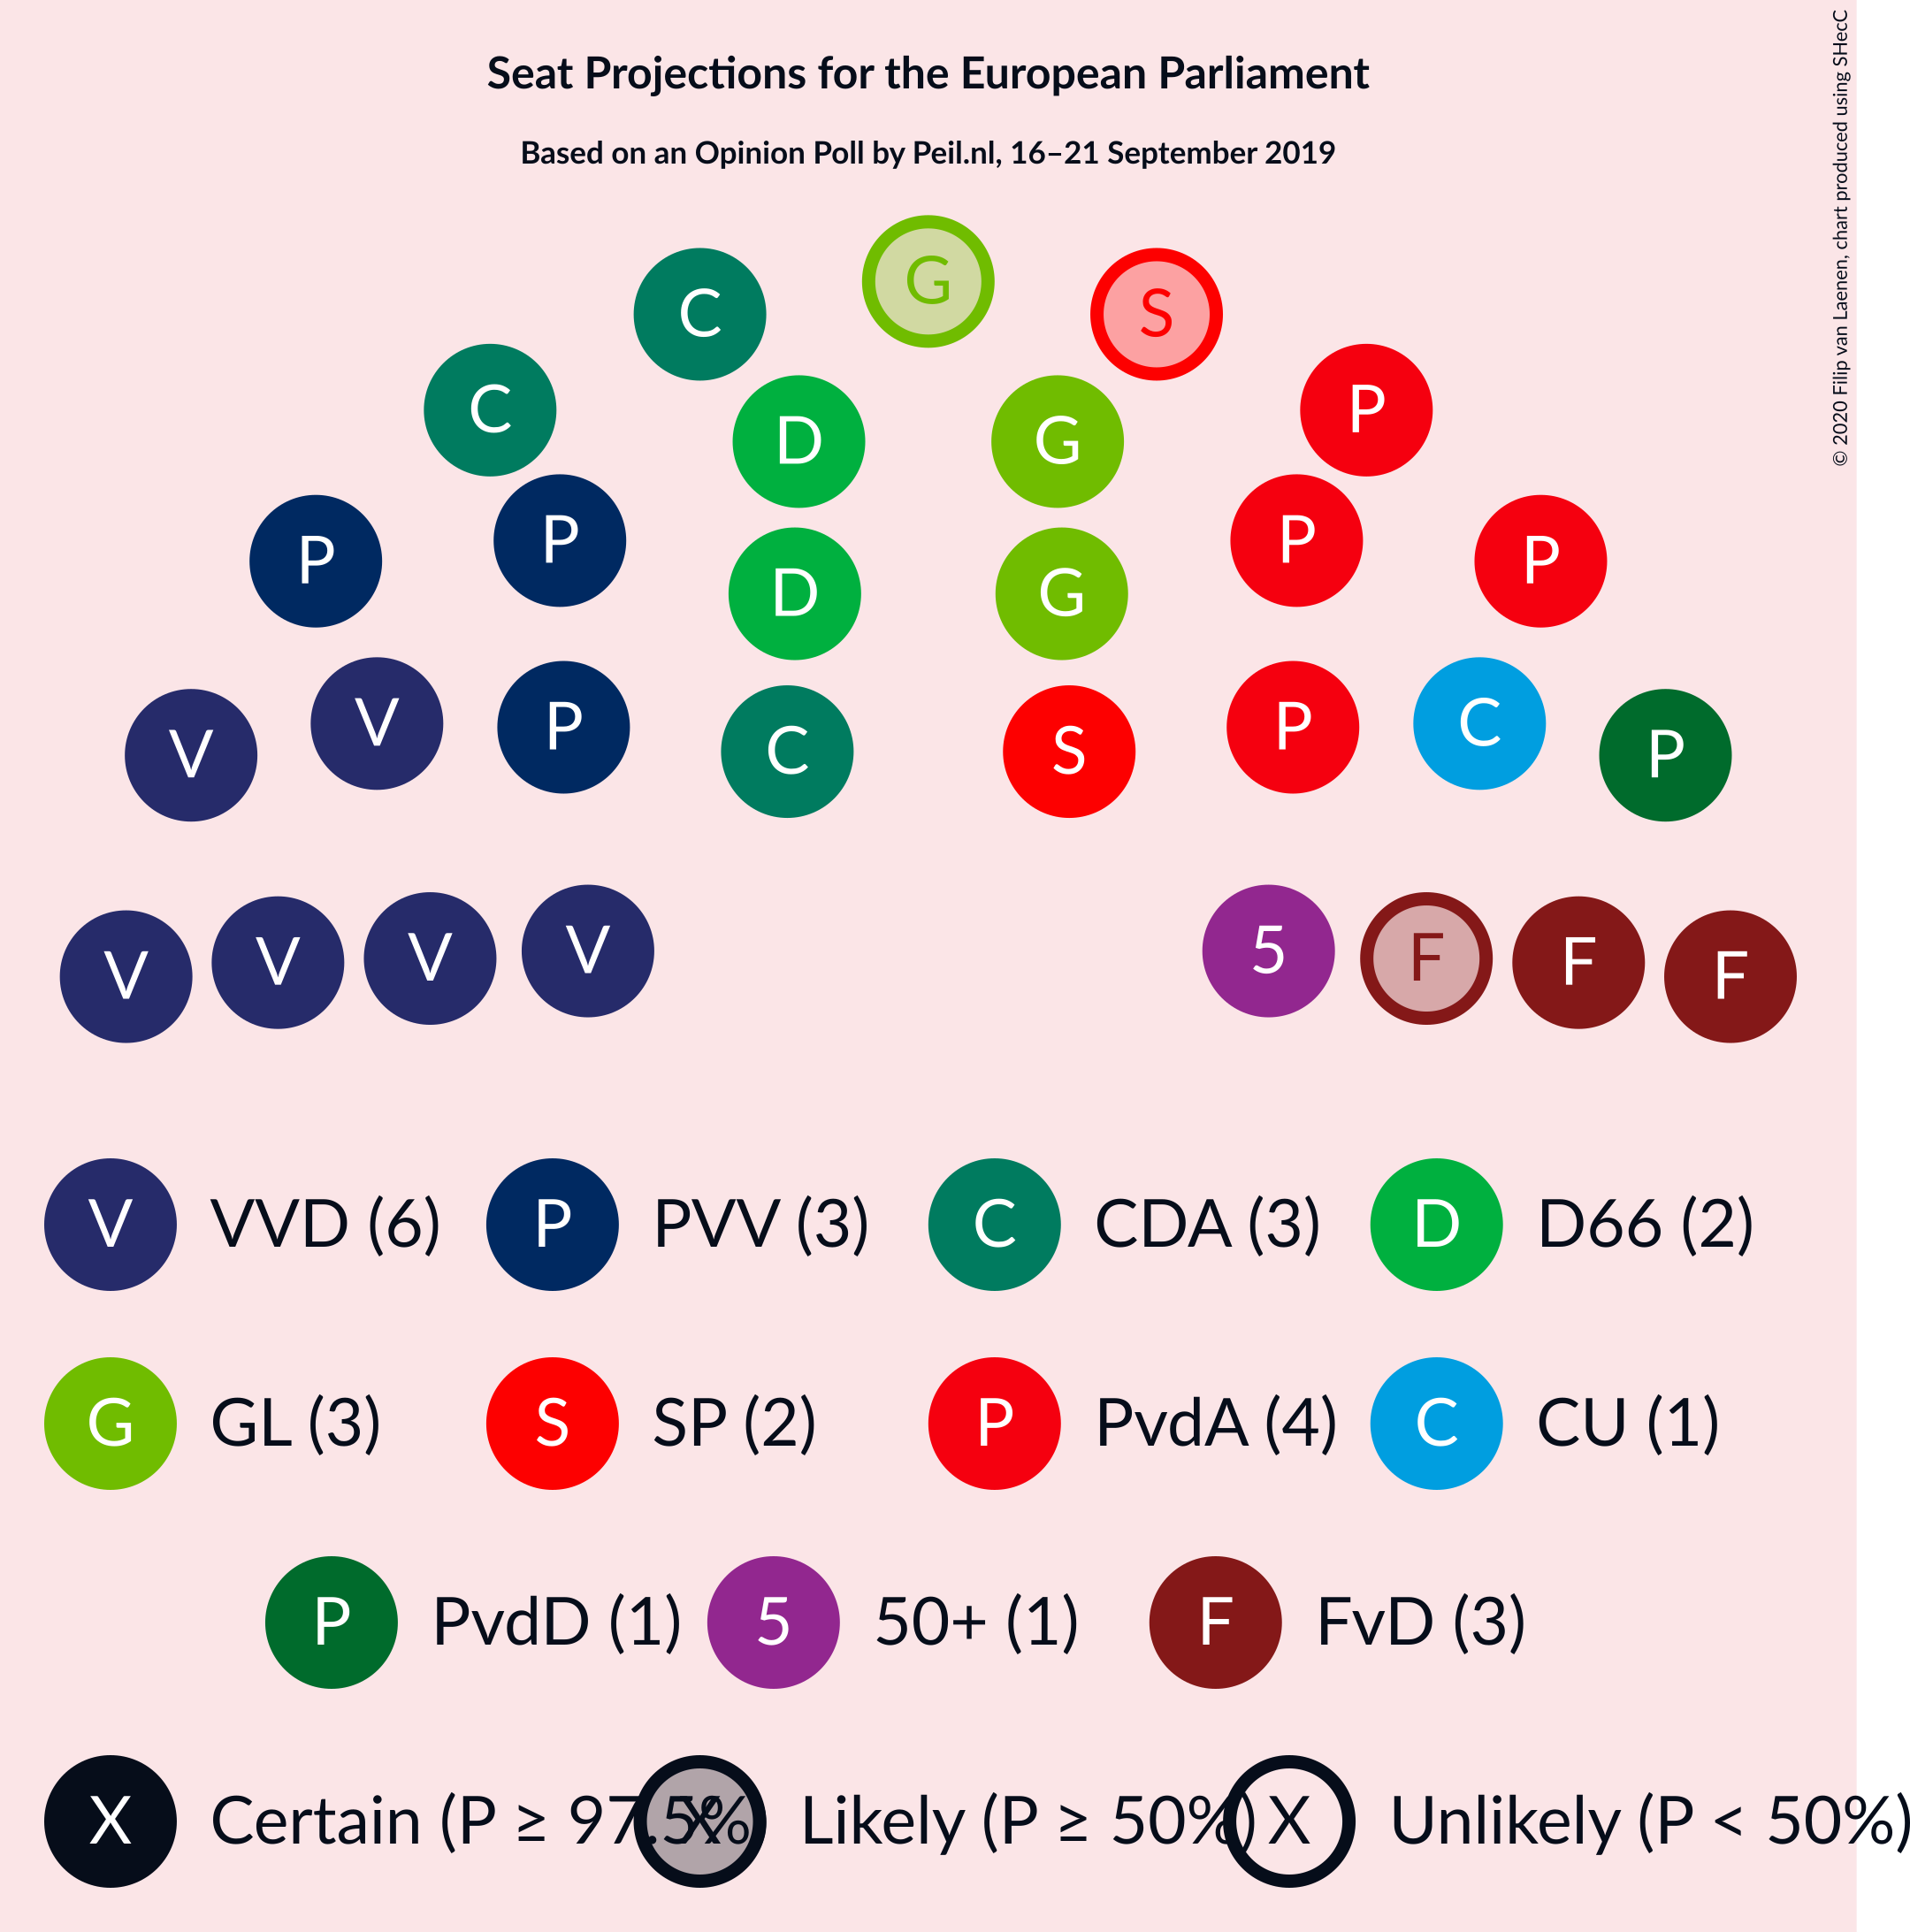 Seat Projections for the European Parliament
Based on an Opinion Poll by Peil.nl, 16–21 September 2019
© 2020 Filip van Laenen, chart produced using SHecC
G
C S
C P
D G
P P P P
D G
V V P C S P C P
V V V V 5 F F F
V VVD (6) P PVV (3) C CDA (3) D D66 (2)
G GL (3) S SP (2) P PvdA (4) C CU (1)
P PvdD (1) 5 50+ (1) F FvD (3)
X Certain (P ≥ 97.5% X Likely (P ≥ 50%) X Unlikely (P < 50%)